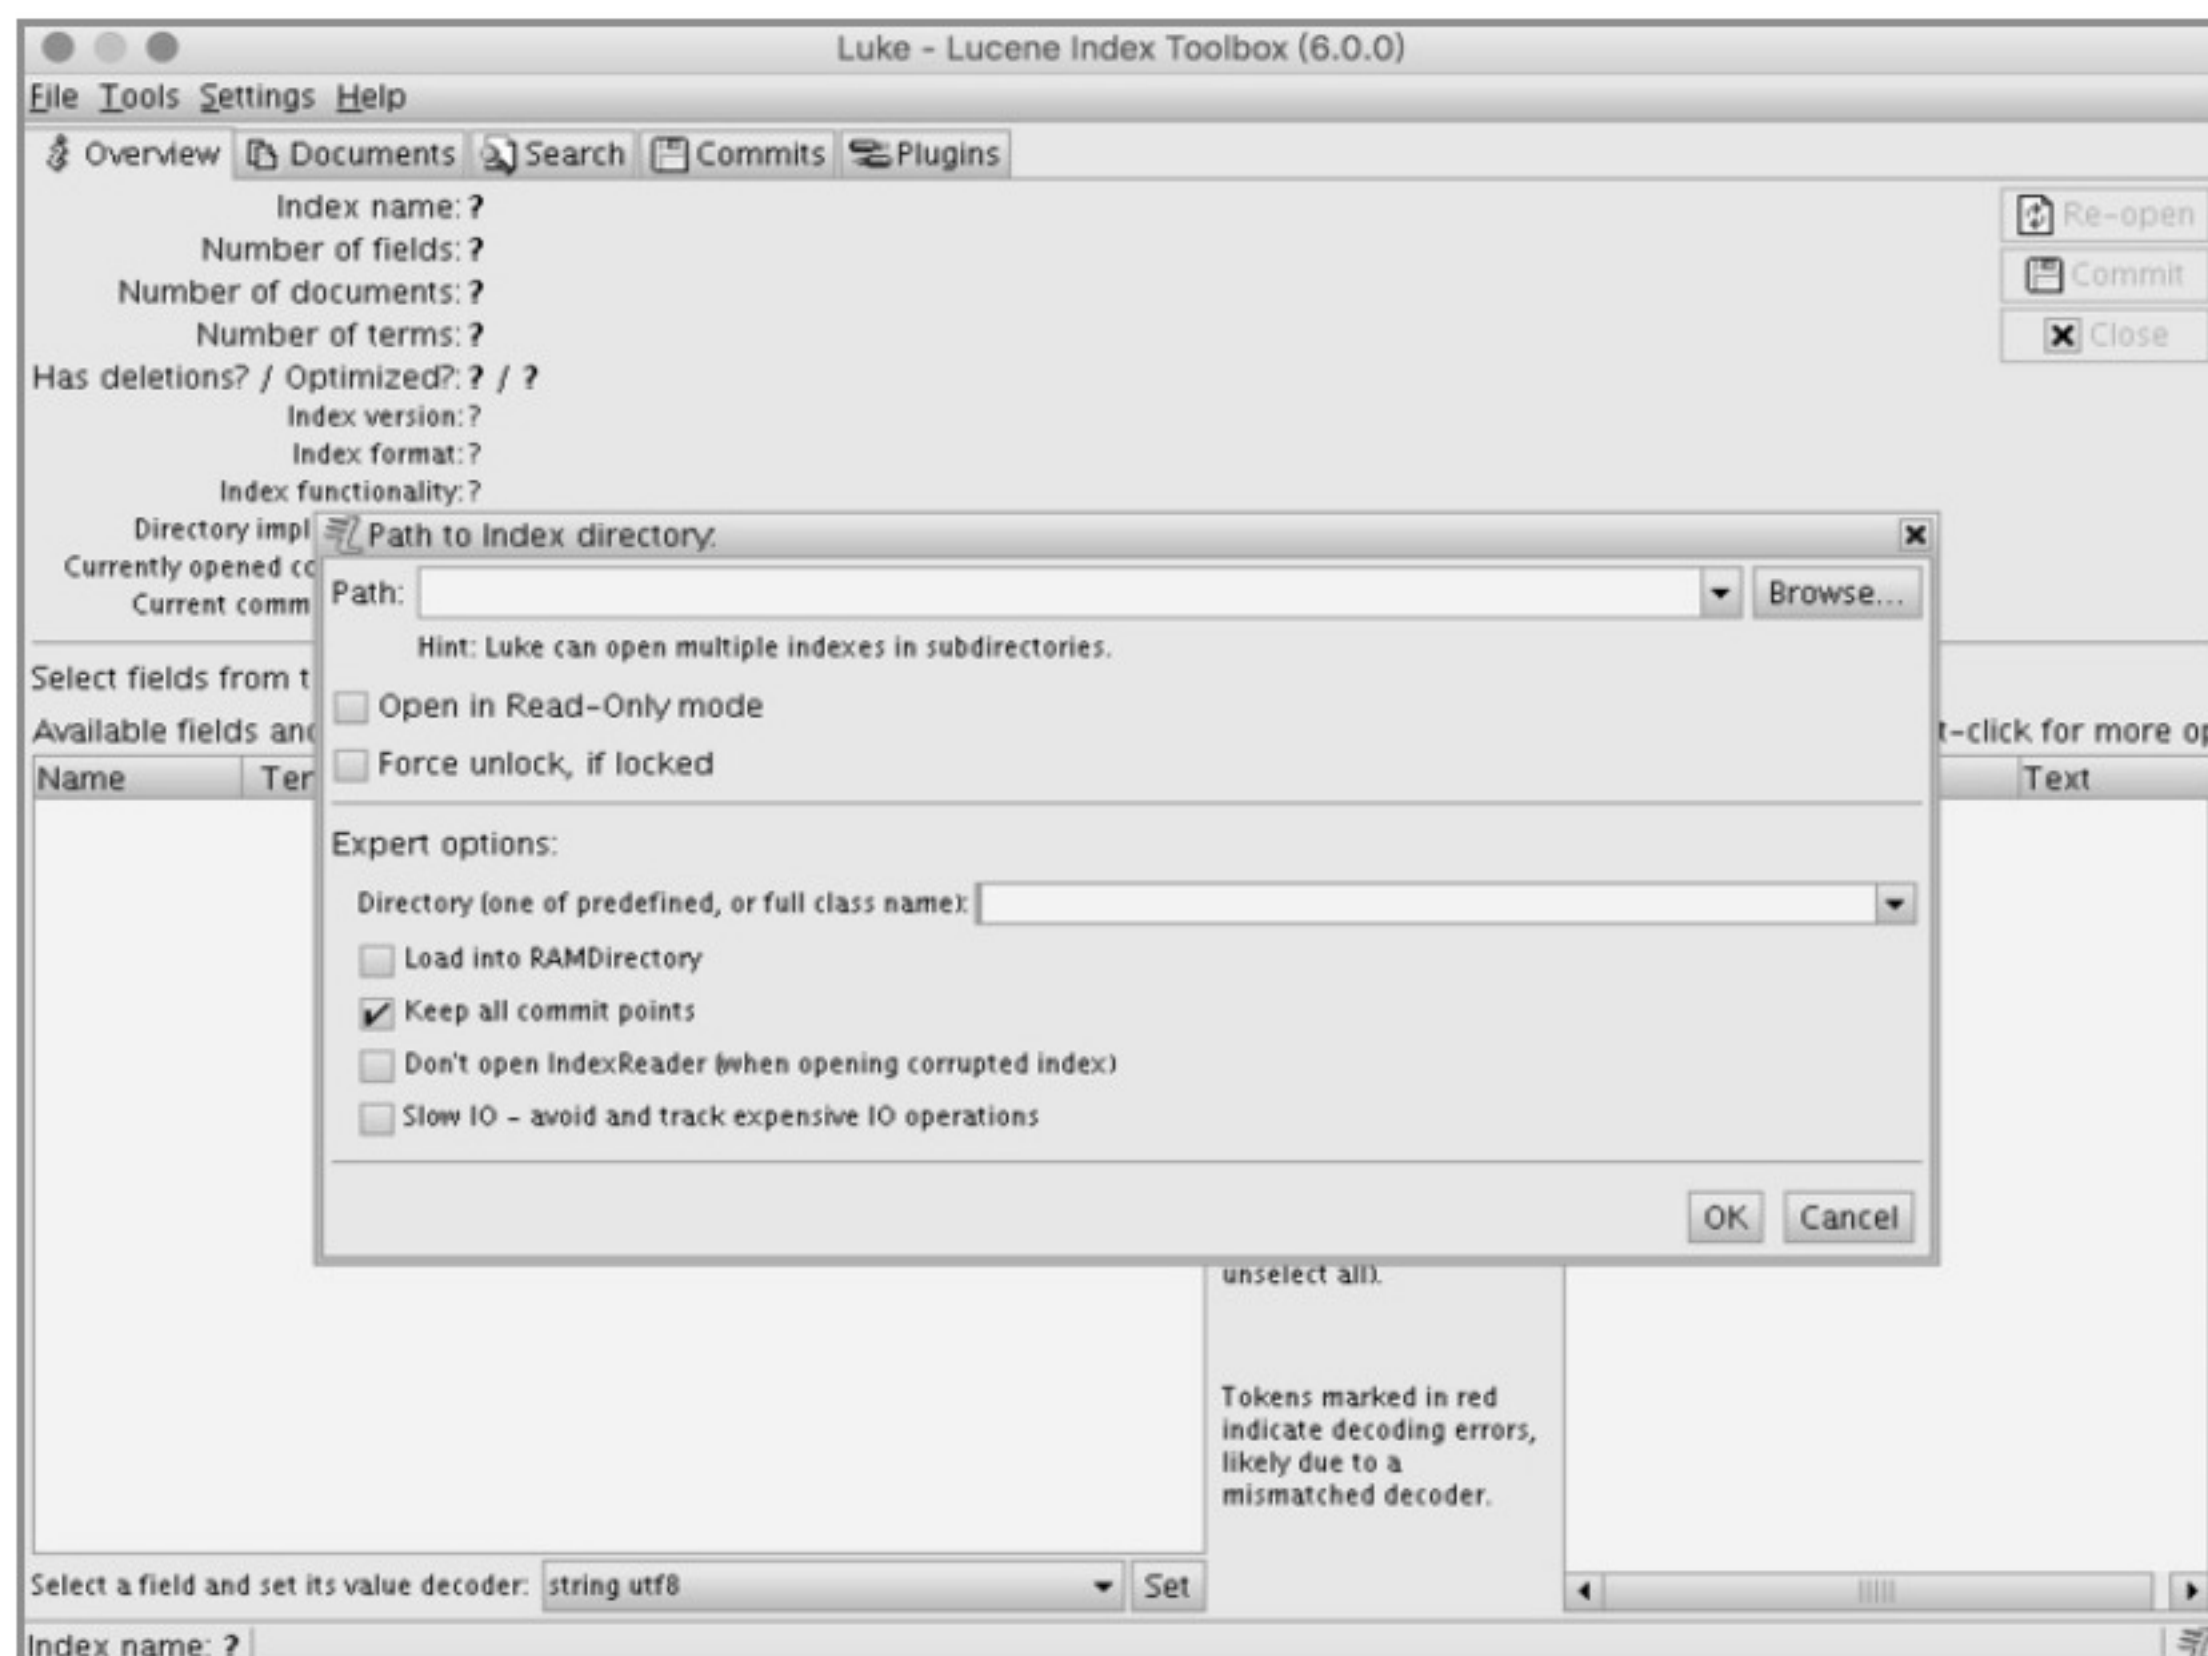 Luke - Lucene Index Toolbox (6.0.0)
File Tools Settings Help
Overview Documents Search Commits Plugins
Index name: ?
Re-open
Number of fields: ?
Number of documents: ?
Commit
Number of terms: ?
Close
Has deletions? / Optimized?: ? / ?
Index version: ?
Index format: ?
Index functionality: ?
Directory impl
Currently opened co
Current comm
Path to Index directory:
Path: Browse...
Hint: Luke can open multiple indexes in subdirectories.
Open in Read-Only mode
Force unlock, if locked
Expert options:
Directory (one of predefined, or full class name):
Load into RAMDirectory
Keep all commit points
Don't open IndexReader (when opening corrupted index)
Slow IO - avoid and track expensive IO operations
OK Cancel
Select fields from t
Available fields and
t-click for more op
Name Ter
Text
unselect all).
Tokens marked in red
indicate decoding errors,
likely due to a
mismatched decoder.
Select a field and set its value decoder: string utf8 Set
Index name: ?